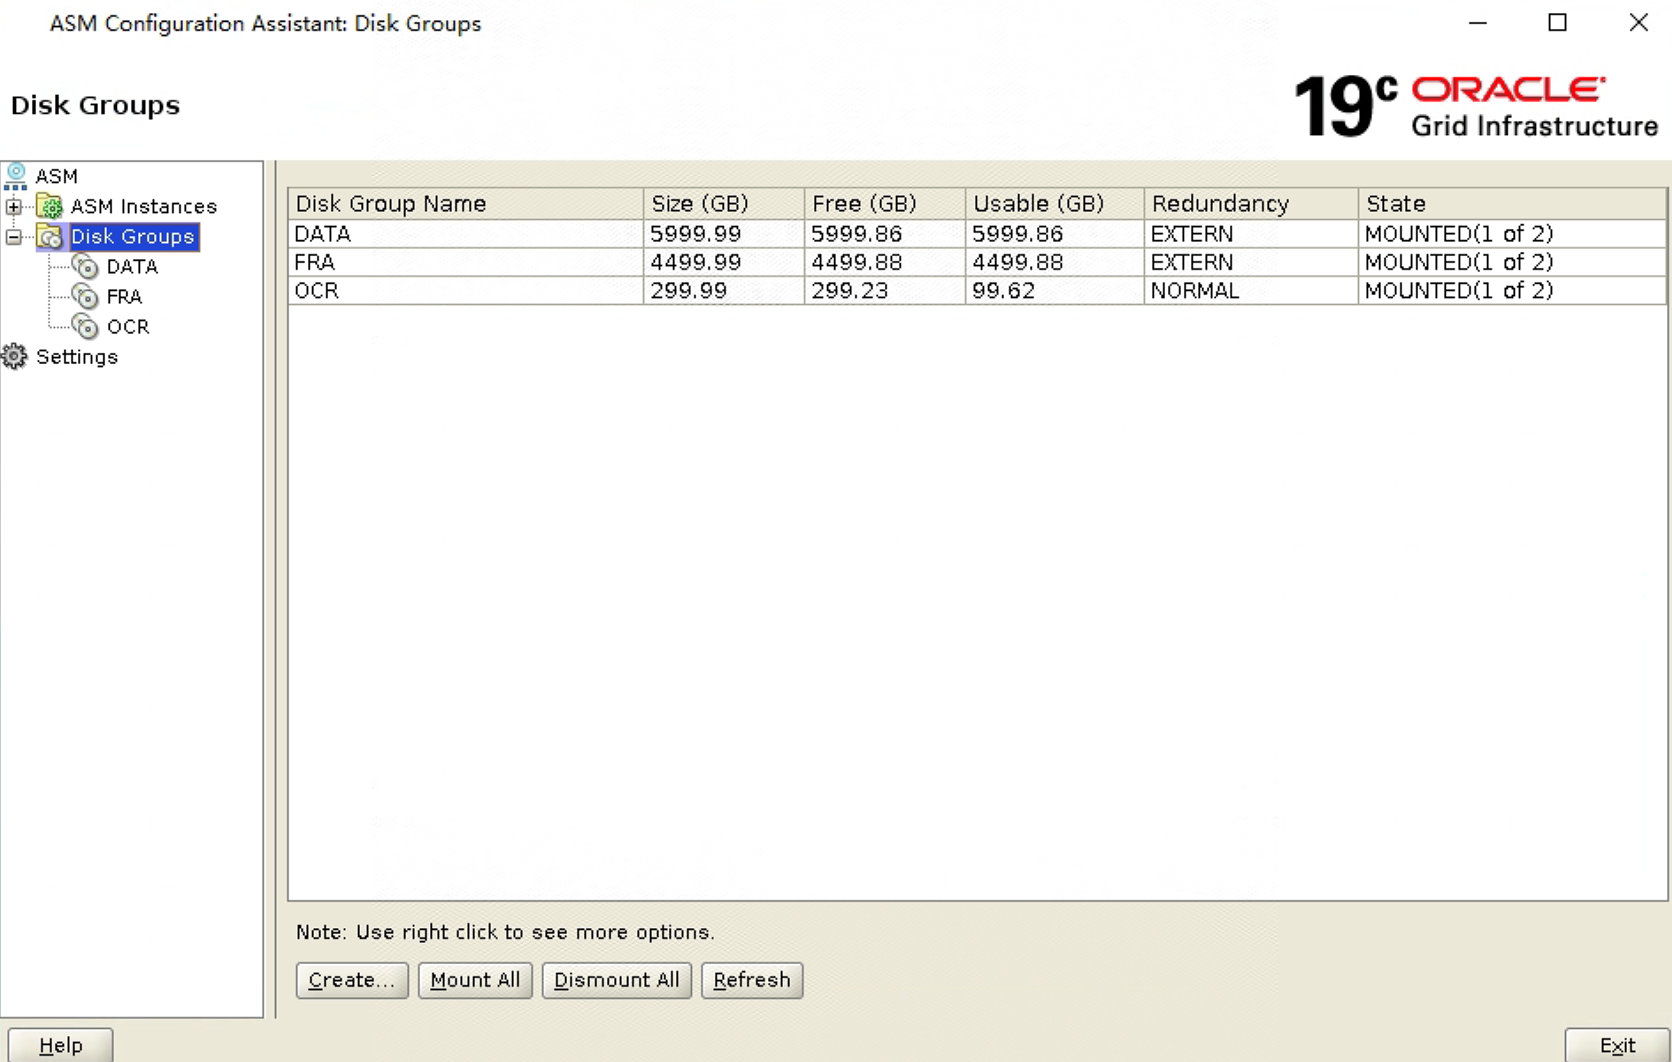 ASM Configuration Assistant: Disk Groups
Disk Groups
19c ORACLE
Grid Infrastructure
ASM
ASM Instances
Disk Groups
DATA
FRA
OCR
Settings
Disk Group Name Size (GB) Free (GB) Usable (GB) Redundancy State
DATA 5999.99 5999.86 5999.86 EXTERN MOUNTED(1 of 2)
FRA 4499.99 4499.88 4499.88 EXTERN MOUNTED(1 of 2)
OCR 299.99 299.23 99.62 NORMAL MOUNTED(1 of 2)
Note: Use right click to see more options.
Create... Mount All Dismount All Refresh
Help Exit